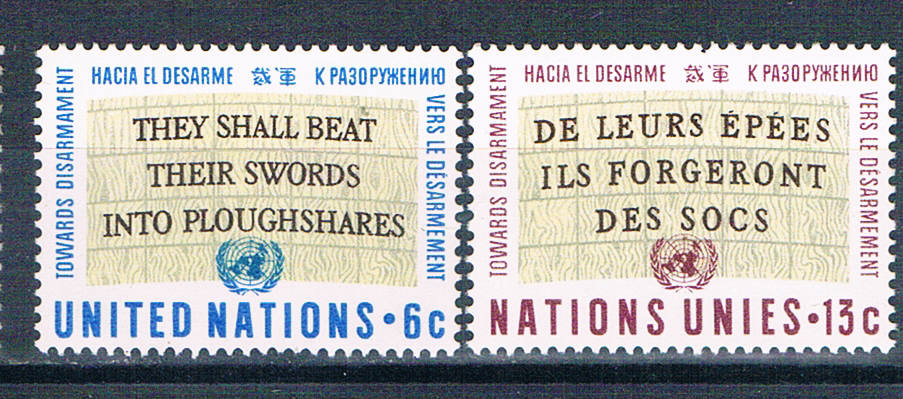 HACIA EL DESARME 裁 軍 К РАЗОРУЖЕНИЮ
TOWARDS DISARMAMENT
THEY SHALL BEAT
THEIR SWORDS
INTO PLOUGHSHARES
VERS LE DÉSARMEMENT
UNITED NATIONS · 6c
HACIA EL DESARME 裁 軍 К РАЗОРУЖЕНИЮ
TOWARDS DISARMAMENT
DE LEURS ÉPÉES
ILS FORGERONT
DES SOCS
VERS LE DÉSARMEMENT
NATIONS UNIES · 13c